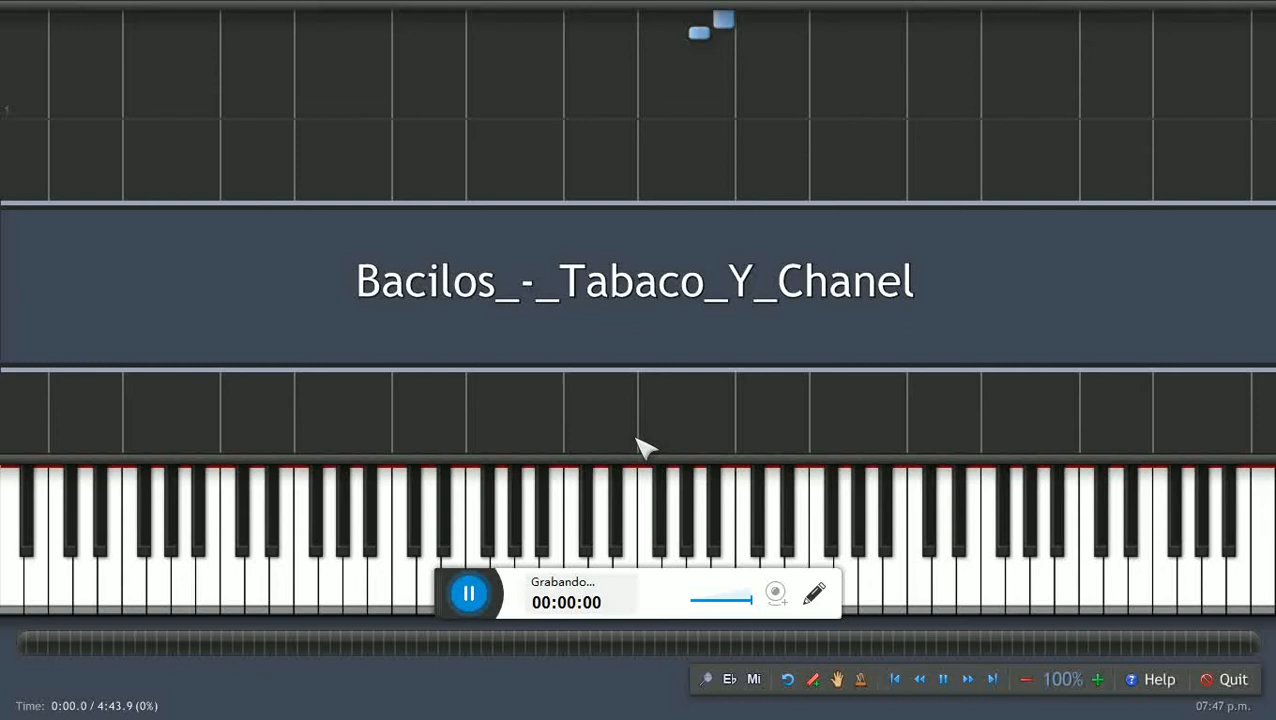 1
Bacilos_-_Tabaco_Y_Chanel
Grabando...
00:00:00
E♭ Mi 100% Help Quit
Time: 0:00.0 / 4:43.9 (0%)
07:47 p.m.